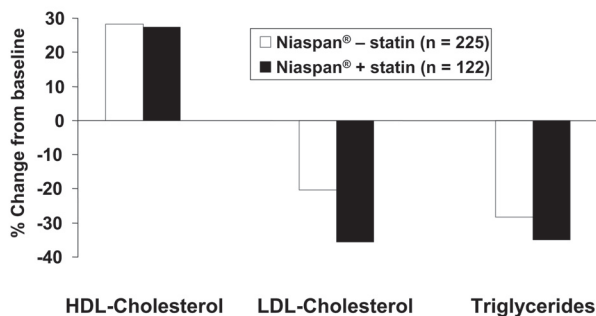 % Change from baseline
30
20
10
0
-10
-20
-30
-40
Niaspan® – statin (n = 225)
Niaspan® + statin (n = 122)
HDL-Cholesterol LDL-Cholesterol Triglycerides